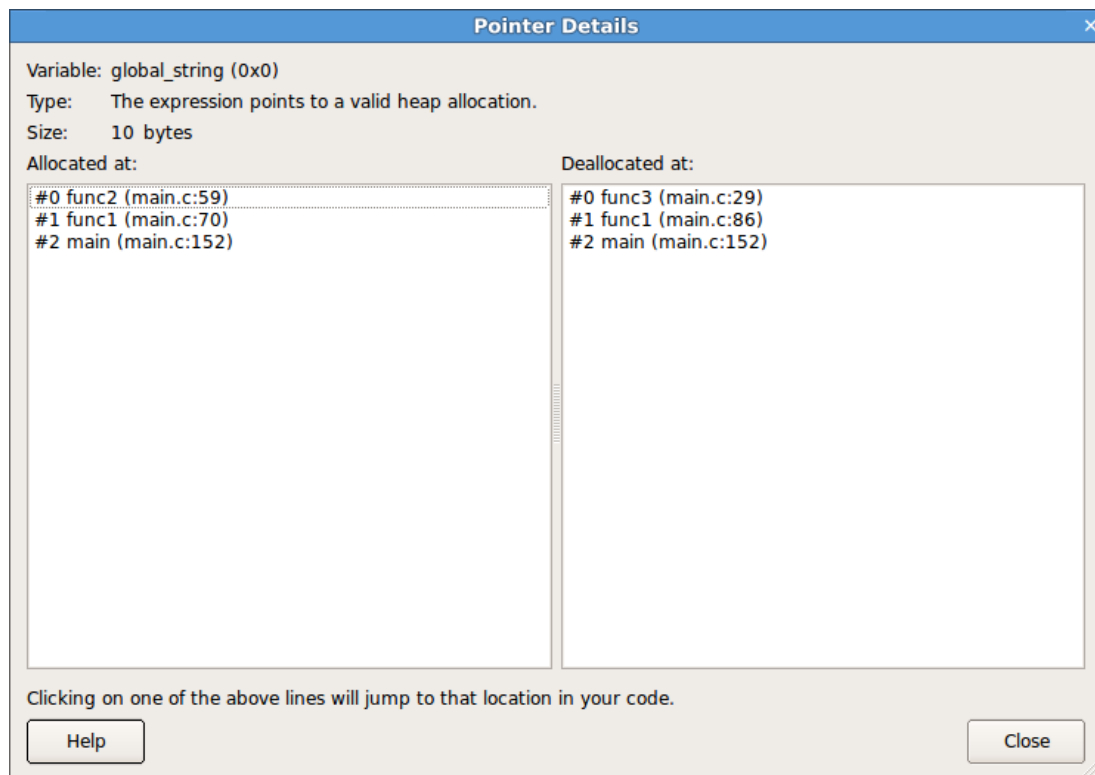 Pointer Details
Variable: global_string (0x0)
Type: The expression points to a valid heap allocation.
Size: 10 bytes
Allocated at:
#0 func2 (main.c:59)
#1 func1 (main.c:70)
#2 main (main.c:152)
Deallocated at:
#0 func3 (main.c:29)
#1 func1 (main.c:86)
#2 main (main.c:152)
Clicking on one of the above lines will jump to that location in your code.
Help
Close